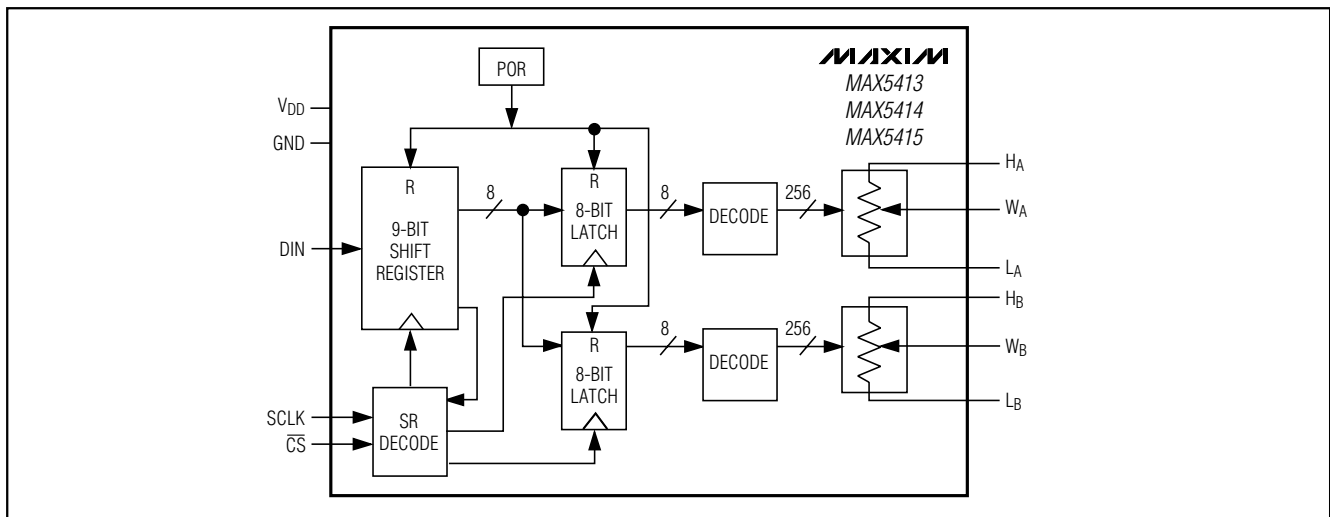 MAXIM
MAX5413
MAX5414
MAX5415
POR
VDD
GND
DIN
SCLK
CS
R
9-BIT
SHIFT
REGISTER
SR
DECODE
8
R
8-BIT
LATCH
8
DECODE
256
HA
WA
LA
R
8-BIT
LATCH
8
DECODE
256
HB
WB
LB